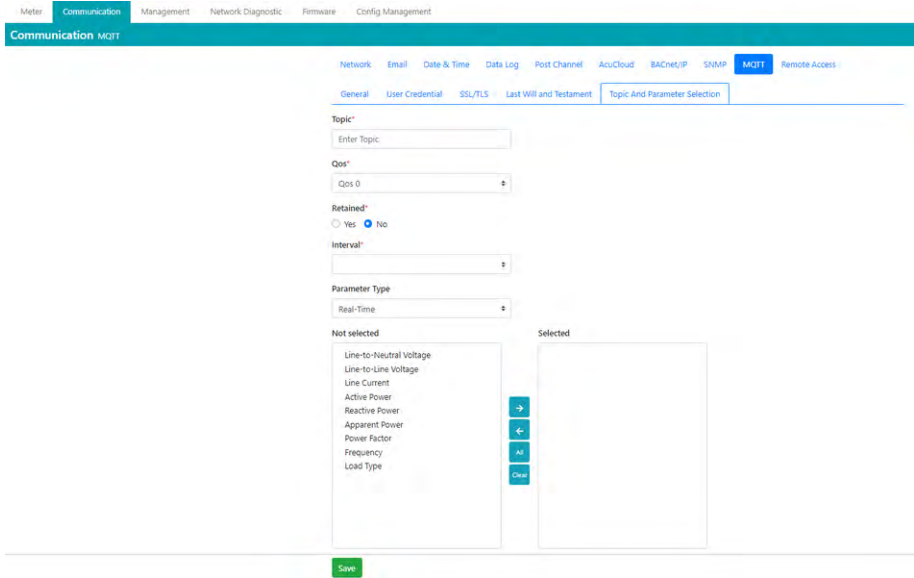 Meter Communication Management Network Diagnostic Firmware Config Management
Communication MQTT
Network Email Date & Time Data Log Post Channel AcuCloud BACnet/IP SNMP MQTT Remote Access
General User Credential SSL/TLS Last Will and Testament Topic And Parameter Selection
Topic*
Enter Topic
Qos*
Qos 0
Retained*
Yes No
Interval*
Parameter Type
Real-Time
Not selected Selected
Line-to-Neutral Voltage
Line-to-Line Voltage
Line Current
Active Power
Reactive Power
Apparent Power
Power Factor
Frequency
Load Type
All
Clear
Save